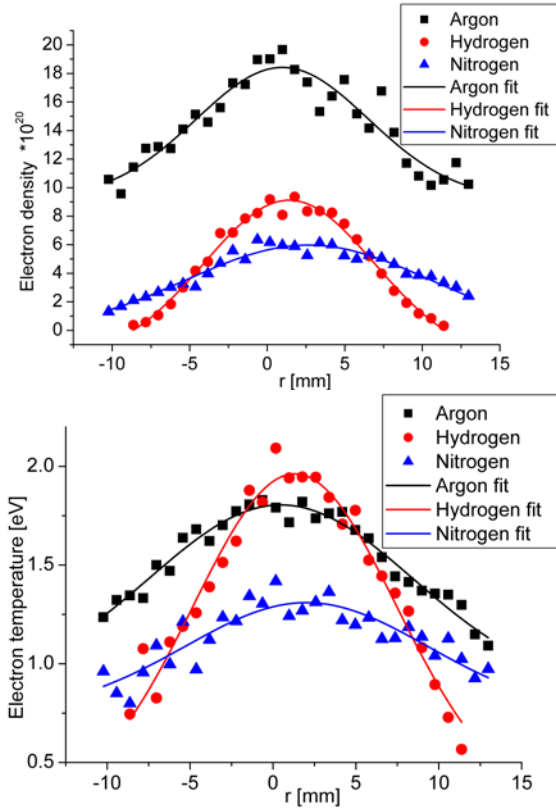 Argon
Hydrogen
Nitrogen
Argon fit
Hydrogen fit
Nitrogen fit
Electron density *10^20
20
18
16
14
12
10
8
6
4
2
0
-10 -5 0 5 10 15
r [mm]
Argon
Hydrogen
Nitrogen
Argon fit
Hydrogen fit
Nitrogen fit
Electron temperature [eV]
2.0
1.5
1.0
0.5
-10 -5 0 5 10 15
r [mm]